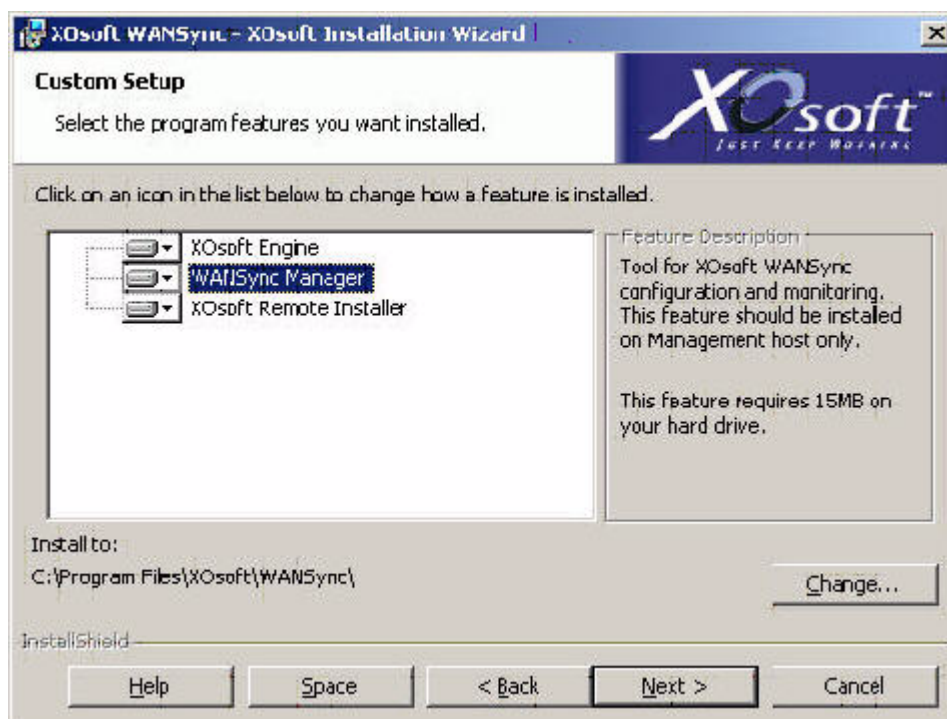 XOsoft WANSync - XOsoft Installation Wizard
Custom Setup
Select the program features you want installed.
XOsoft™
JUST KEEP WORKING
Click on an icon in the list below to change how a feature is installed.
XOsoft Engine
WANSync Manager
XOsoft Remote Installer
Feature Description
Tool for XOsoft WANSync
configuration and monitoring.
This feature should be installed
on Management host only.
This feature requires 15MB on
your hard drive.
Install to:
C:\Program Files\XOsoft\WANSync\
Change...
InstallShield
Help
Space
< Back
Next >
Cancel